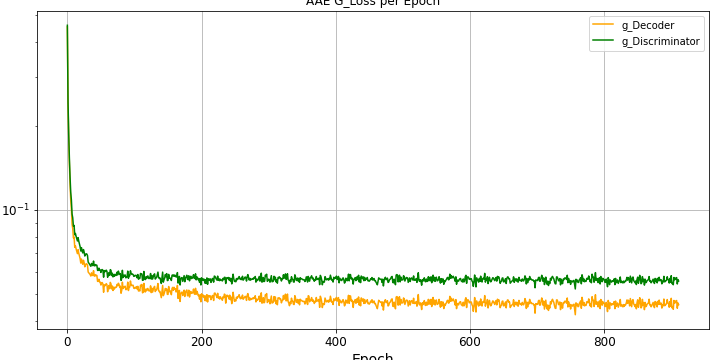 AAE G_Loss per Epoch
g_Decoder
g_Discriminator
10⁻¹
0 200 400 600 800
Epoch